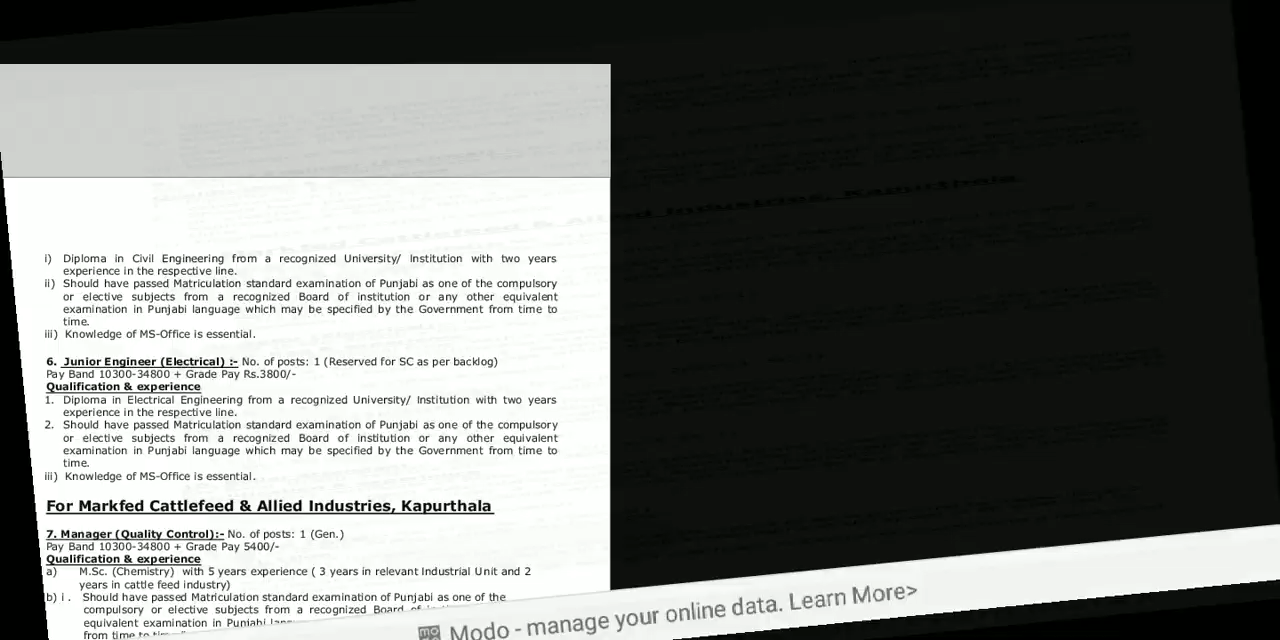 i) Diploma in Civil Engineering from a recognized University/ Institution with two years
experience in the respective line.
ii) Should have passed Matriculation standard examination of Punjabi as one of the compulsory
or elective subjects from a recognized Board of institution or any other equivalent
examination in Punjabi language which may be specified by the Government from time to
time.
iii) Knowledge of MS-Office is essential.
6. Junior Engineer (Electrical) :- No. of posts: 1 (Reserved for SC as per backlog)
Pay Band 10300-34800 + Grade Pay Rs.3800/-
Qualification & experience
1. Diploma in Electrical Engineering from a recognized University/ Institution with two years
experience in the respective line.
2. Should have passed Matriculation standard examination of Punjabi as one of the compulsory
or elective subjects from a recognized Board of institution or any other equivalent
examination in Punjabi language which may be specified by the Government from time to
time.
iii) Knowledge of MS-Office is essential.
For Markfed Cattlefeed & Allied Industries, Kapurthala
7. Manager (Quality Control):- No. of posts: 1 (Gen.)
Pay Band 10300-34800 + Grade Pay 5400/-
Qualification & experience
a) M.Sc. (Chemistry) with 5 years experience ( 3 years in relevant Industrial Unit and 2
years in cattle feed industry)
b) i . Should have passed Matriculation standard examination of Punjabi as one of the
compulsory or elective subjects from a recognized Board of
equivalent examination in Punjabi
from time to
mo Modo - manage your online data. Learn More>